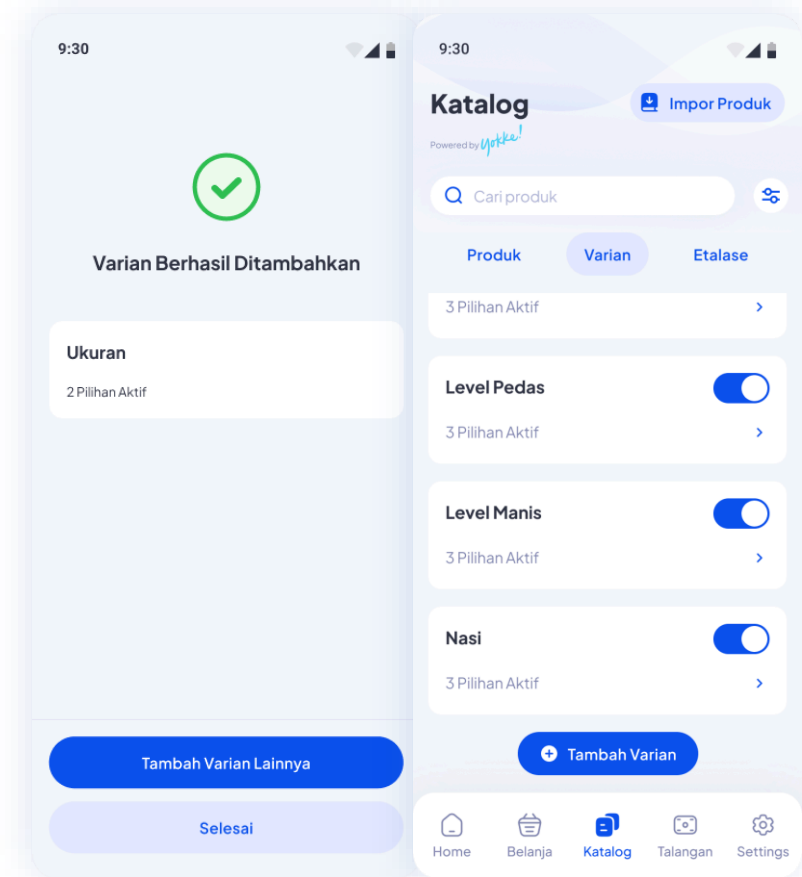 9:30
Varian Berhasil Ditambahkan
Ukuran
2 Pilihan Aktif
Tambah Varian Lainnya
Selesai
9:30
Katalog
Impor Produk
Powered by yokke!
Cari produk
Produk
Varian
Etalase
3 Pilihan Aktif
Level Pedas
3 Pilihan Aktif
Level Manis
3 Pilihan Aktif
Nasi
3 Pilihan Aktif
Tambah Varian
Home
Belanja
Katalog
Talangan
Settings